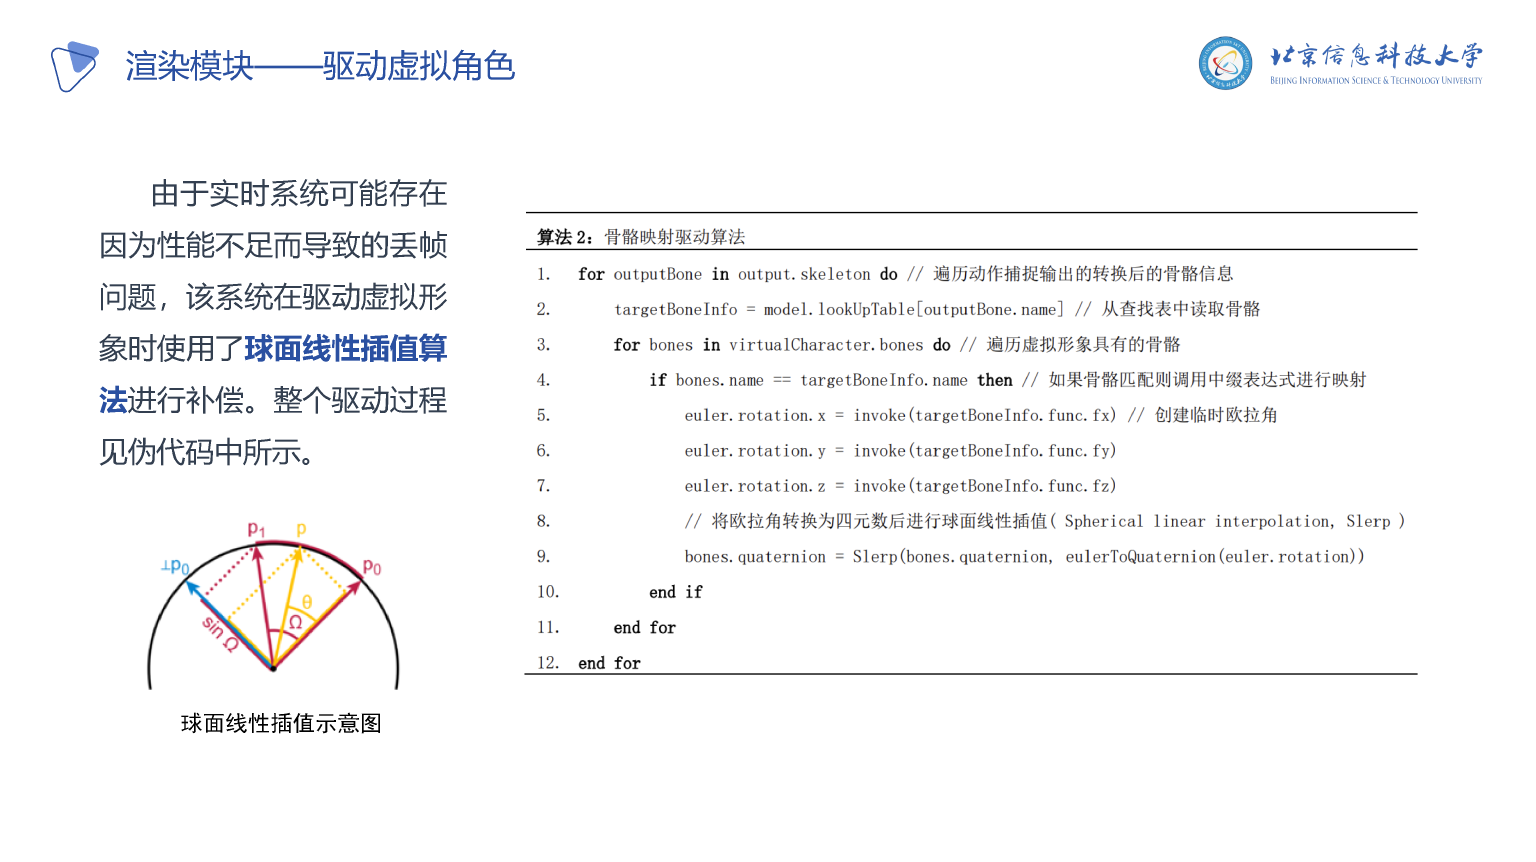 渲染模块——驱动虚拟角色
北京信息科技大学
BEIJING INFORMATION SCIENCE & TECHNOLOGY UNIVERSITY
由于实时系统可能存在
因为性能不足而导致的丢帧
问题，该系统在驱动虚拟形
象时使用了球面线性插值算
法进行补偿。整个驱动过程
见伪代码中所示。
p1 p
⊥p0 p0
θ
Ω
sin Ω
球面线性插值示意图
算法 2：骨骼映射驱动算法
1. for outputBone in output.skeleton do // 遍历动作捕捉输出的转换后的骨骼信息
2. targetBoneInfo = model.lookUpTable[outputBone.name] // 从查找表中读取骨骼
3. for bones in virtualCharacter.bones do // 遍历虚拟形象具有的骨骼
4. if bones.name == targetBoneInfo.name then // 如果骨骼匹配则调用中缀表达式进行映射
5. euler.rotation.x = invoke(targetBoneInfo.func.fx) // 创建临时欧拉角
6. euler.rotation.y = invoke(targetBoneInfo.func.fy)
7. euler.rotation.z = invoke(targetBoneInfo.func.fz)
8. // 将欧拉角转换为四元数后进行球面线性插值( Spherical linear interpolation, Slerp )
9. bones.quaternion = Slerp(bones.quaternion, eulerToQuaternion(euler.rotation))
10. end if
11. end for
12. end for